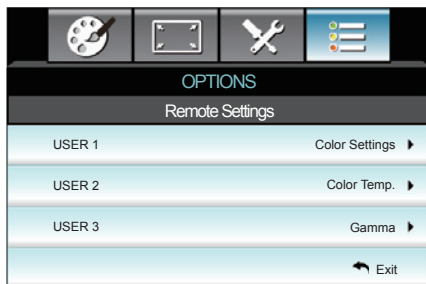 OPTIONS
Remote Settings
USER 1 Color Settings
USER 2 Color Temp.
USER 3 Gamma
Exit